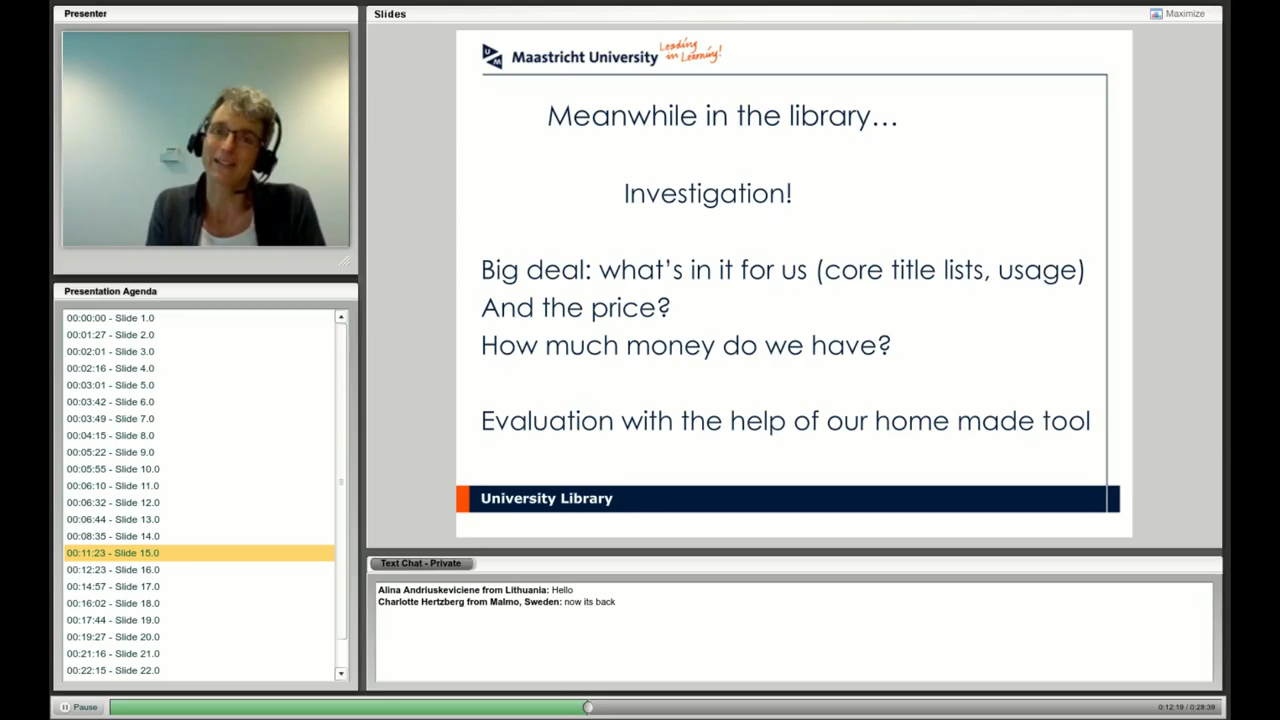 Presenter
Slides
Maximize
UM
Maastricht University
Leading
in Learning!
Meanwhile in the library…
Investigation!
Big deal: what's in it for us (core title lists, usage)
And the price?
How much money do we have?
Evaluation with the help of our home made tool
University Library
Presentation Agenda
00:00:00 - Slide 1.0
00:01:27 - Slide 2.0
00:02:01 - Slide 3.0
00:02:16 - Slide 4.0
00:03:01 - Slide 5.0
00:03:42 - Slide 6.0
00:03:49 - Slide 7.0
00:04:15 - Slide 8.0
00:05:22 - Slide 9.0
00:05:55 - Slide 10.0
00:06:10 - Slide 11.0
00:06:32 - Slide 12.0
00:06:44 - Slide 13.0
00:08:35 - Slide 14.0
00:11:23 - Slide 15.0
00:12:23 - Slide 16.0
00:14:57 - Slide 17.0
00:16:02 - Slide 18.0
00:17:44 - Slide 19.0
00:19:27 - Slide 20.0
00:21:16 - Slide 21.0
00:22:15 - Slide 22.0
Text Chat - Private
Alina Andriuskeviciene from Lithuania: Hello
Charlotte Hertzberg from Malmo, Sweden: now its back
Pause
0:12:19 / 0:28:39